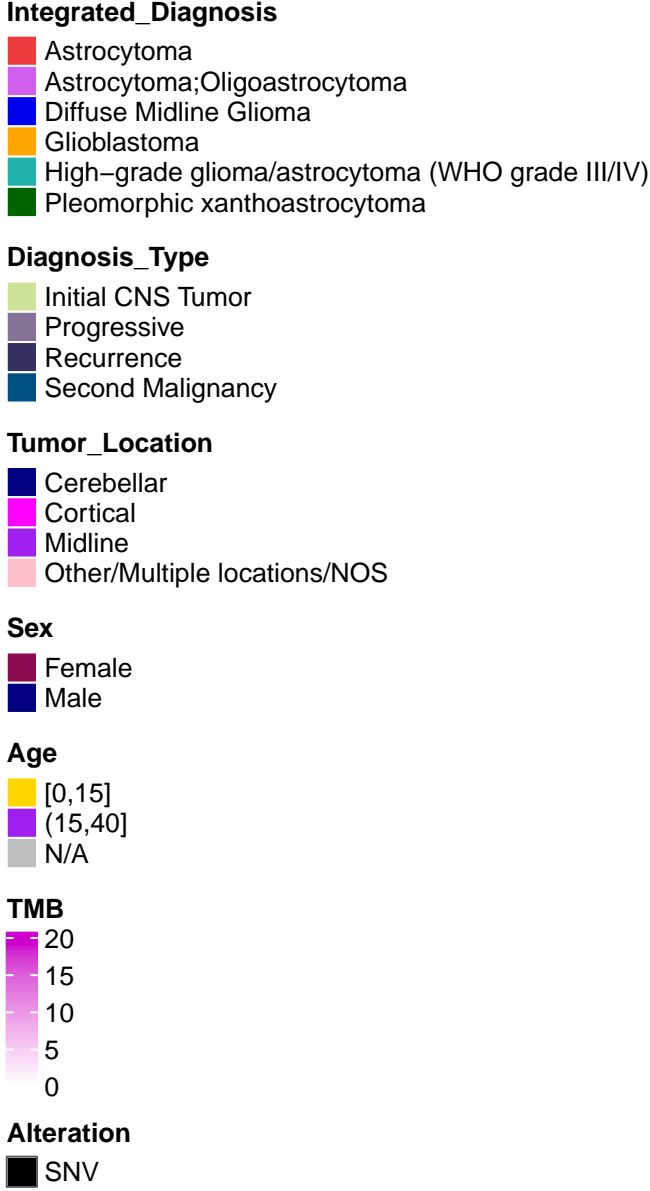 Integrated_Diagnosis
Astrocytoma
Astrocytoma;Oligoastrocytoma
Diffuse Midline Glioma
Glioblastoma
High−grade glioma/astrocytoma (WHO grade III/IV)
Pleomorphic xanthoastrocytoma
Diagnosis_Type
Initial CNS Tumor
Progressive
Recurrence
Second Malignancy
Tumor_Location
Cerebellar
Cortical
Midline
Other/Multiple locations/NOS
Sex
Female
Male
Age
[0,15]
(15,40]
N/A
TMB
20
15
10
5
0
Alteration
SNV